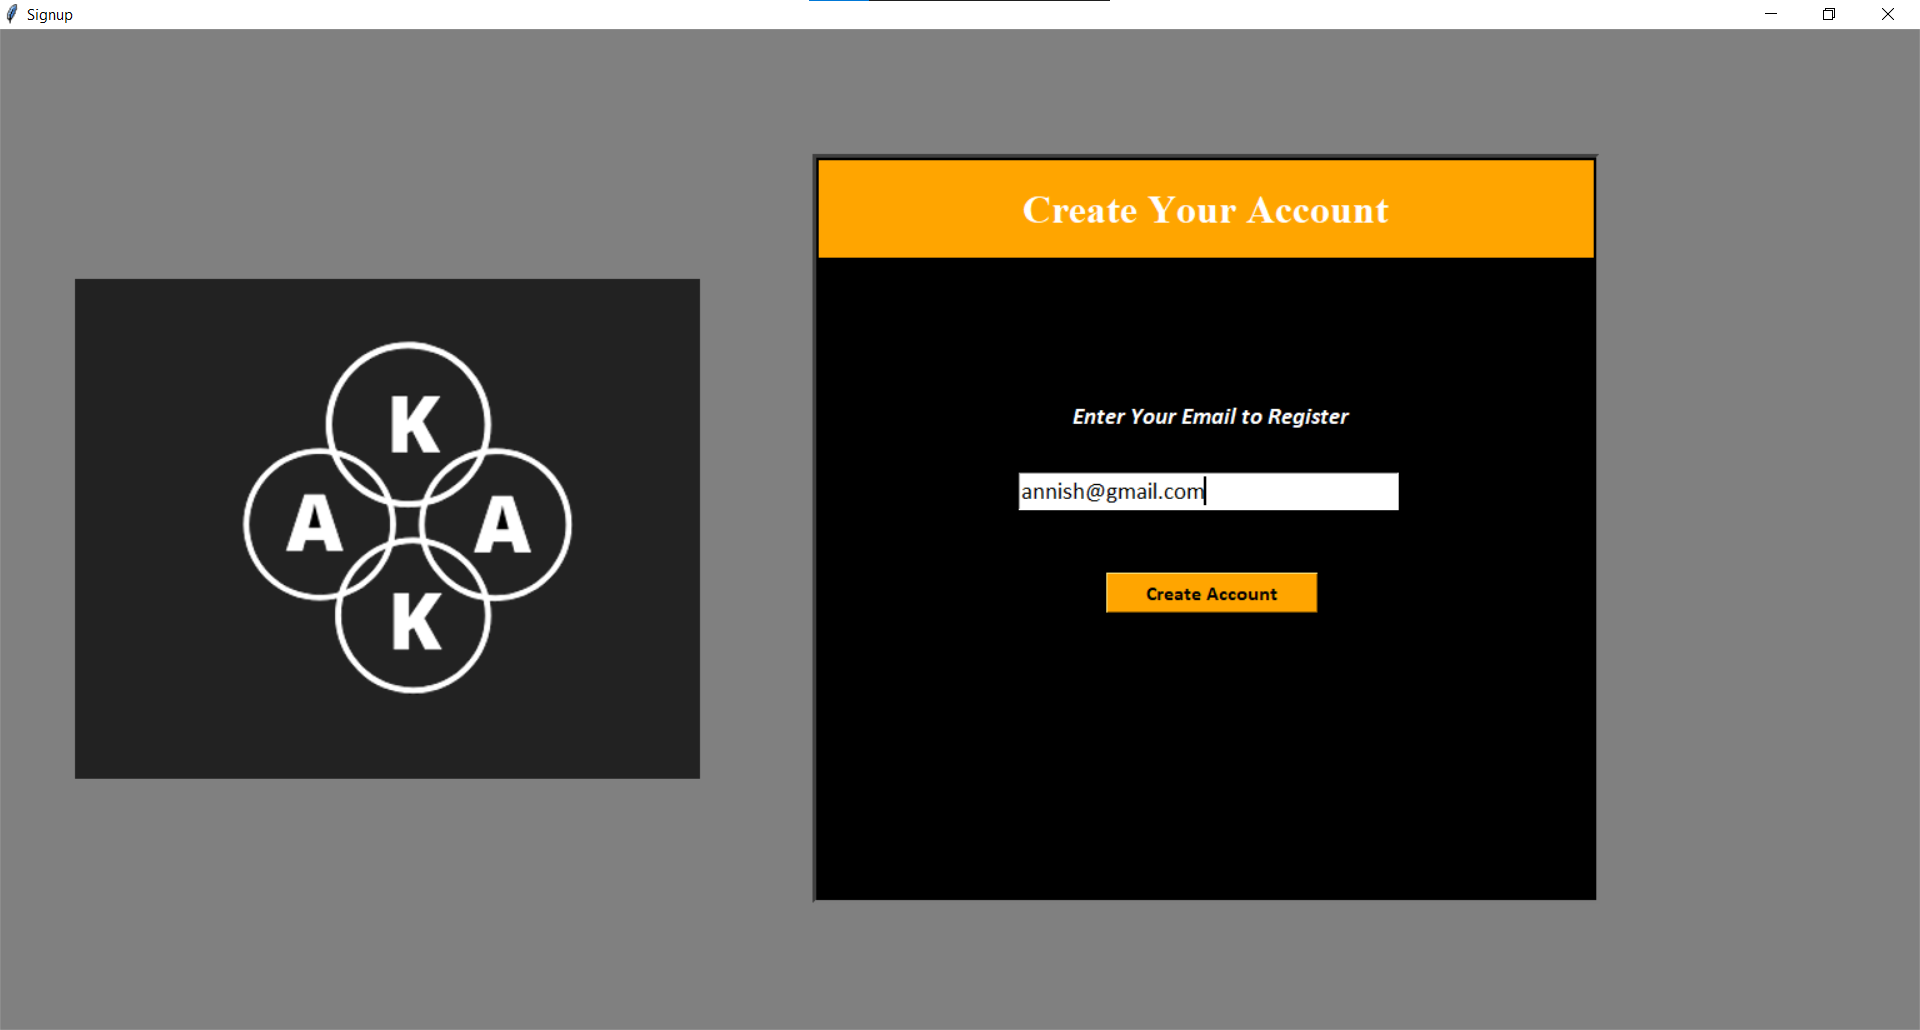 Signup
Create Your Account
K
A A
K
Enter Your Email to Register
annish@gmail.com
Create Account